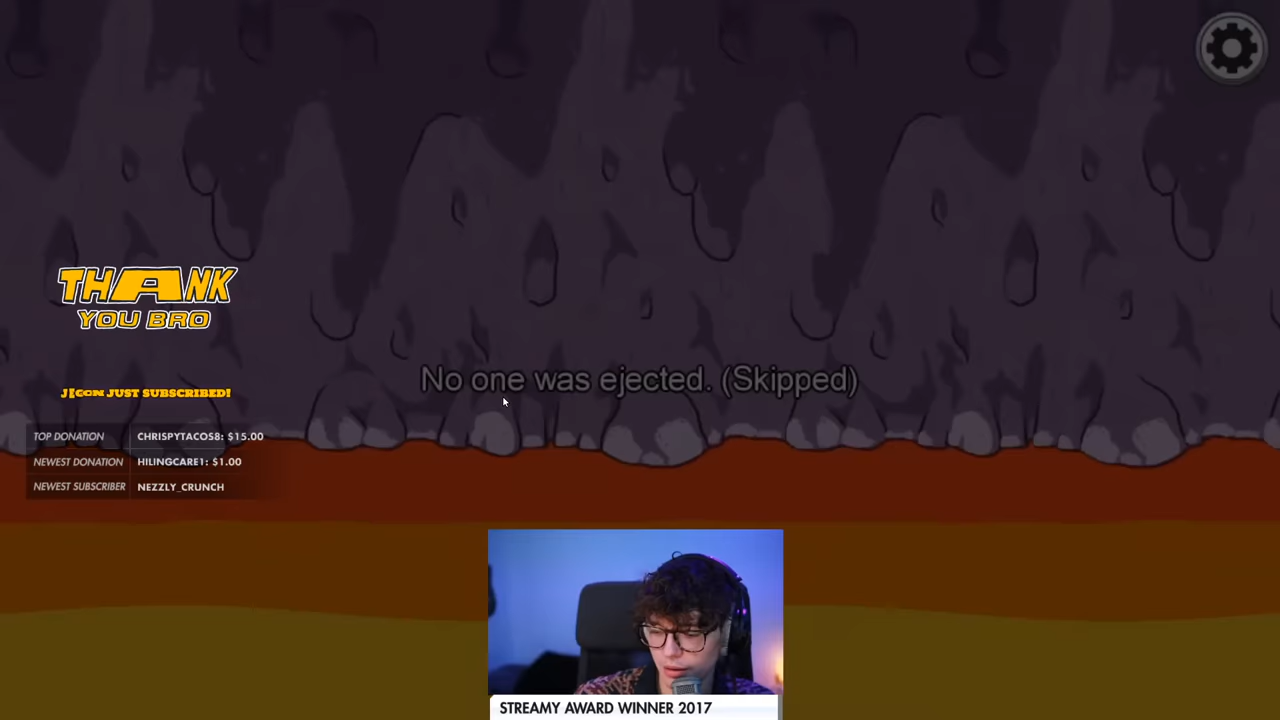 THANK
YOU BRO
No one was ejected. (Skipped)
JUST SUBSCRIBED!
TOP DONATION CHRISPYTACOS8: $15.00
NEWEST DONATION HILINGCARE1: $1.00
NEWEST SUBSCRIBER NEZZLY_CRUNCH
STREAMY AWARD WINNER 2017